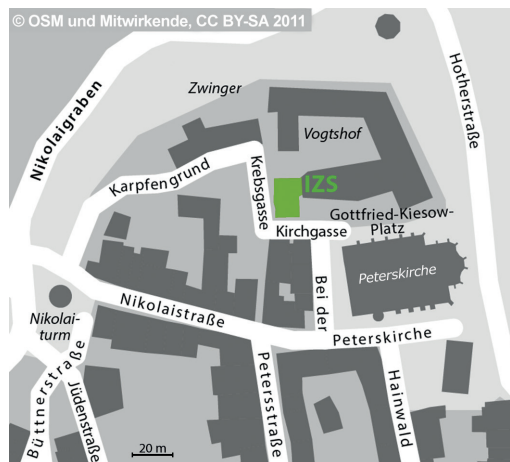 © OSM und Mitwirkende, CC BY-SA 2011
Nikolaigraben
Hotherstraße
Zwinger
Vogtshof
Karpfengrund
Krebsgasse
IZS
Gottfried-Kiesow-
Platz
Kirchgasse
Peterskirche
Bei der
Peterskirche
Nikolaistraße
Nikolai-
turm
Büttnerstraße
Jüdenstraße
Petersstraße
Hainwald
20 m